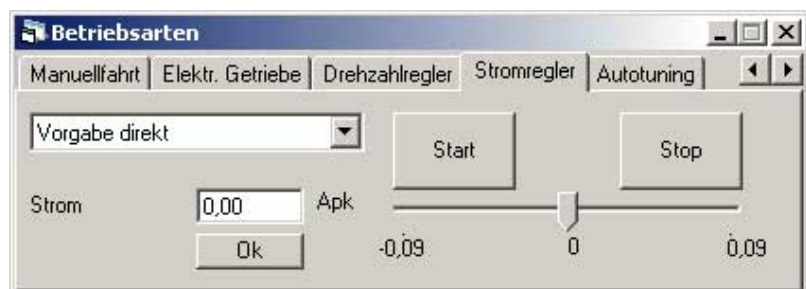 Betriebsarten
Manuellfahrt Elektr. Getriebe Drehzahlregler Stromregler Autotuning
Vorgabe direkt
Start Stop
Strom 0,00 Apk
Ok
-0,09 0 0,09